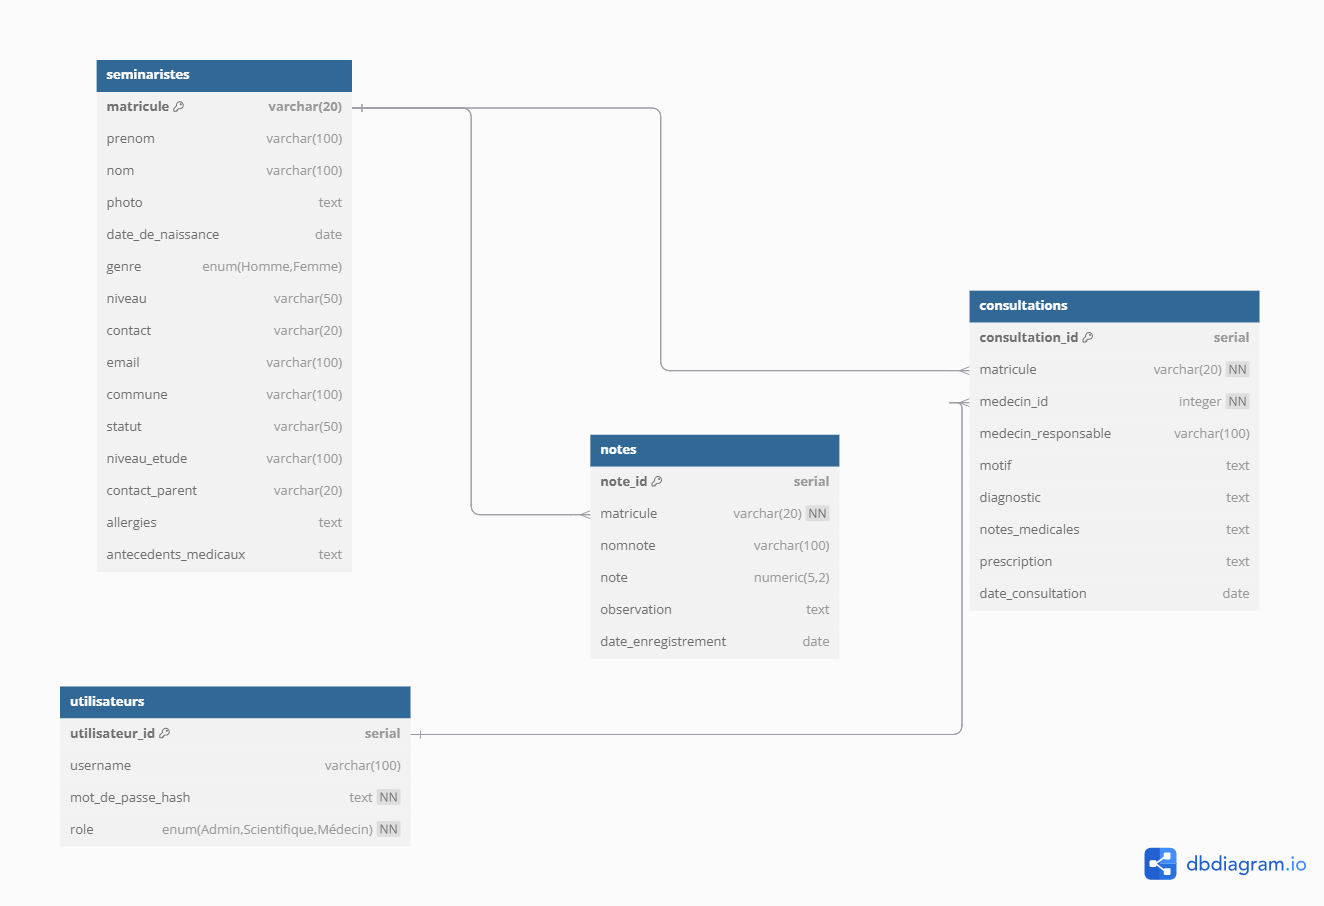 seminaristes
matricule varchar(20)
prenom varchar(100)
nom varchar(100)
photo text
date_de_naissance date
genre enum(Homme,Femme)
niveau varchar(50)
contact varchar(20)
email varchar(100)
commune varchar(100)
statut varchar(50)
niveau_etude varchar(100)
contact_parent varchar(20)
allergies text
antecedents_medicaux text
consultations
consultation_id serial
matricule varchar(20) NN
medecin_id integer NN
medecin_responsable varchar(100)
motif text
diagnostic text
notes_medicales text
prescription text
date_consultation date
notes
note_id serial
matricule varchar(20) NN
nomnote varchar(100)
note numeric(5,2)
observation text
date_enregistrement date
utilisateurs
utilisateur_id serial
username varchar(100)
mot_de_passe_hash text NN
role enum(Admin,Scientifique,Médecin) NN
dbdiagram.io